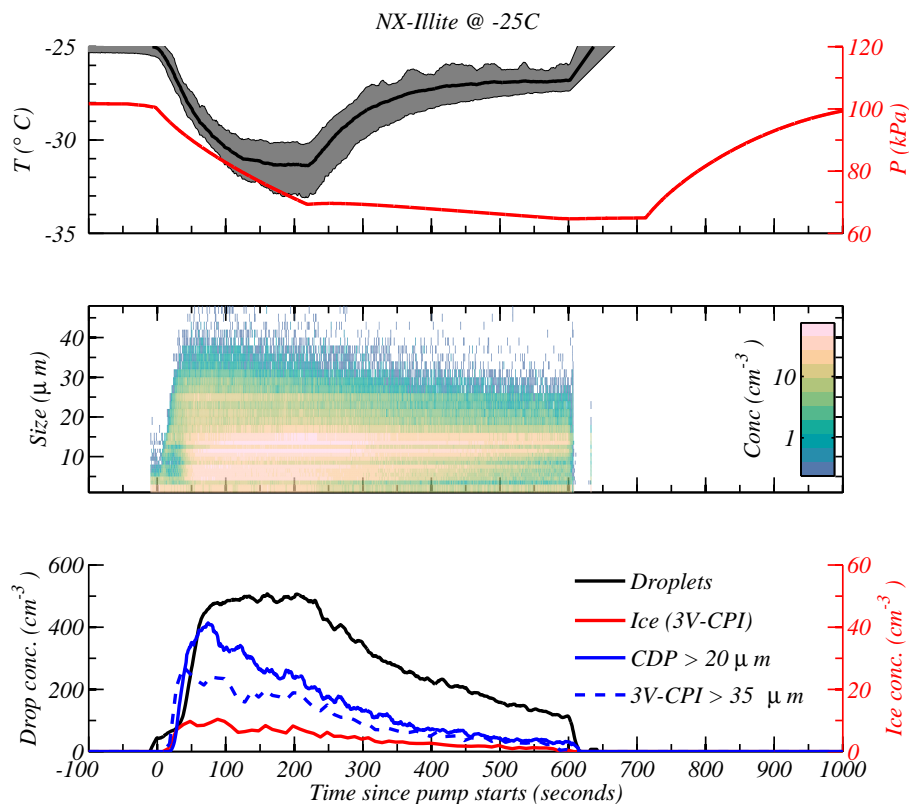 NX-Illite @ -25C
T (° C)
-25
-30
-35
120
100
80
60
P (kPa)
Size (μ m)
40
30
20
10
Conc (cm-3)
10
1
Drop conc. (cm-3)
600
400
200
0
Droplets
Ice (3V-CPI)
CDP > 20 μ m
3V-CPI > 35 μ m
60
40
20
0
Ice conc. (cm-3)
-100 0 100 200 300 400 500 600 700 800 900 1000
Time since pump starts (seconds)